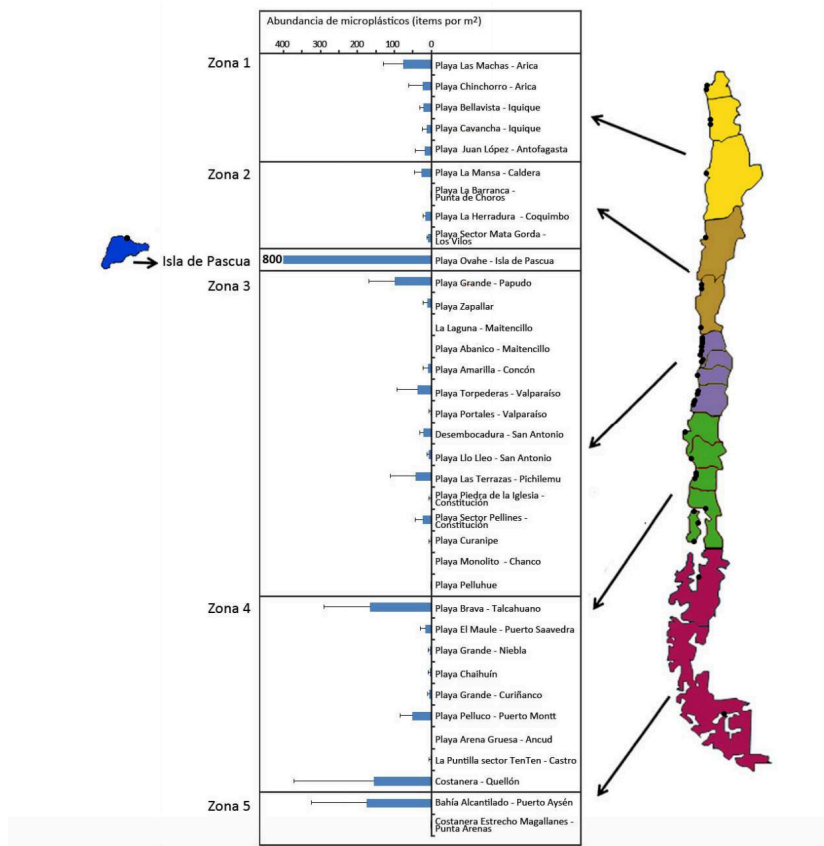 Abundancia de microplásticos (items por m²)
400 300 200 100 0
Zona 1
Playa Las Machas - Arica
Playa Chinchorro - Arica
Playa Bellavista - Iquique
Playa Cavancha - Iquique
Playa Juan López - Antofagasta
Zona 2
Playa La Mansa - Caldera
Playa La Barranca -
Punta de Choros
Playa La Herradura - Coquimbo
Playa Sector Mata Gorda -
Los Vilos
Isla de Pascua
800
Playa Ovahe - Isla de Pascua
Zona 3
Playa Grande - Papudo
Playa Zapallar
La Laguna - Maitencillo
Playa Abanico - Maitencillo
Playa Amarilla - Concón
Playa Torpederas - Valparaíso
Playa Portales - Valparaíso
Desembocadura - San Antonio
Playa Llo Lleo - San Antonio
Playa Las Terrazas - Pichilemu
Playa Piedra de la Iglesia -
Constitución
Playa Sector Pellines -
Constitución
Playa Curanipe
Playa Monolito - Chanco
Playa Pelluhue
Zona 4
Playa Brava - Talcahuano
Playa El Maule - Puerto Saavedra
Playa Grande - Niebla
Playa Chaihuín
Playa Grande - Curiñanco
Playa Pelluco - Puerto Montt
Playa Arena Gruesa - Ancud
La Puntilla sector TenTen - Castro
Costanera - Quellón
Zona 5
Bahía Alcantilado - Puerto Aysén
Costanera Estrecho Magallanes -
Punta Arenas